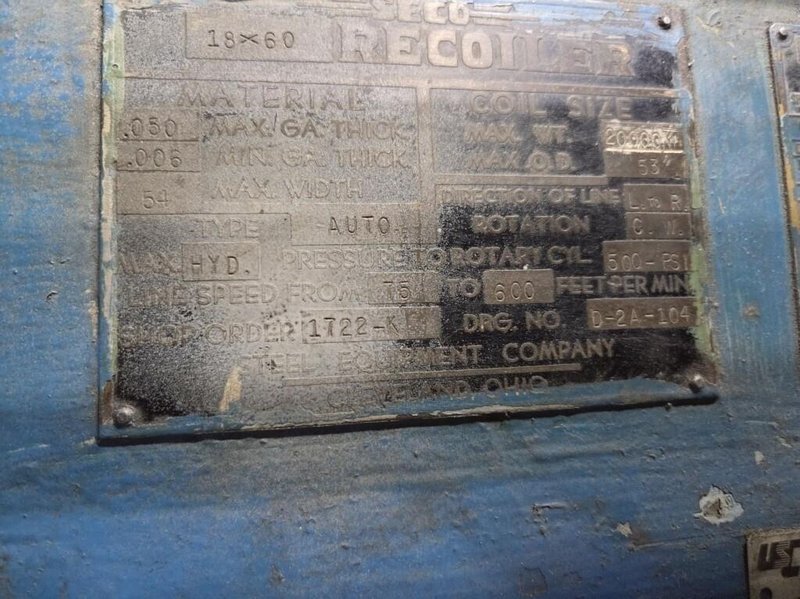 SECO
18×60 RECOILER
MATERIAL
.050 MAX. GA. THICK.
.006 MIN. GA. THICK.
54 MAX. WIDTH
COIL SIZE
MAX. WT.
MAX. O.D. 53"
DIRECTION OF LINE L. TO R.
TYPE AUTO. ROTATION C. W.
MAX. HYD. PRESSURE TO ROTARY CYL. 500-PSI
LINE SPEED FROM 75 TO 600 FEET PER MIN.
SHOP ORDER 1722-K DRG. NO. D-2A-104
STEEL EQUIPMENT COMPANY
CLEVELAND, OHIO